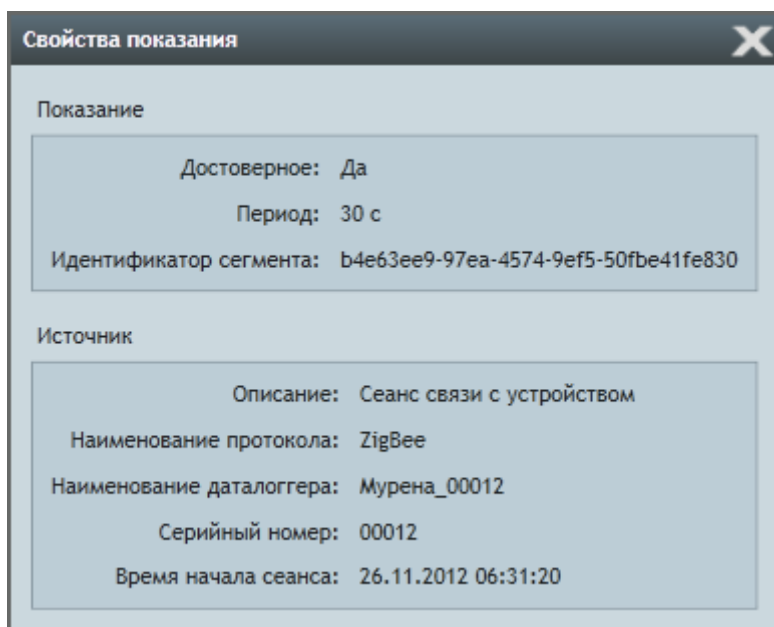 Свойства показания
Показание
Достоверное: Да
Период: 30 с
Идентификатор сегмента: b4e63ee9-97ea-4574-9ef5-50fbe41fe830
Источник
Описание: Сеанс связи с устройством
Наименование протокола: ZigBee
Наименование даталоггера: Мурена_00012
Серийный номер: 00012
Время начала сеанса: 26.11.2012 06:31:20